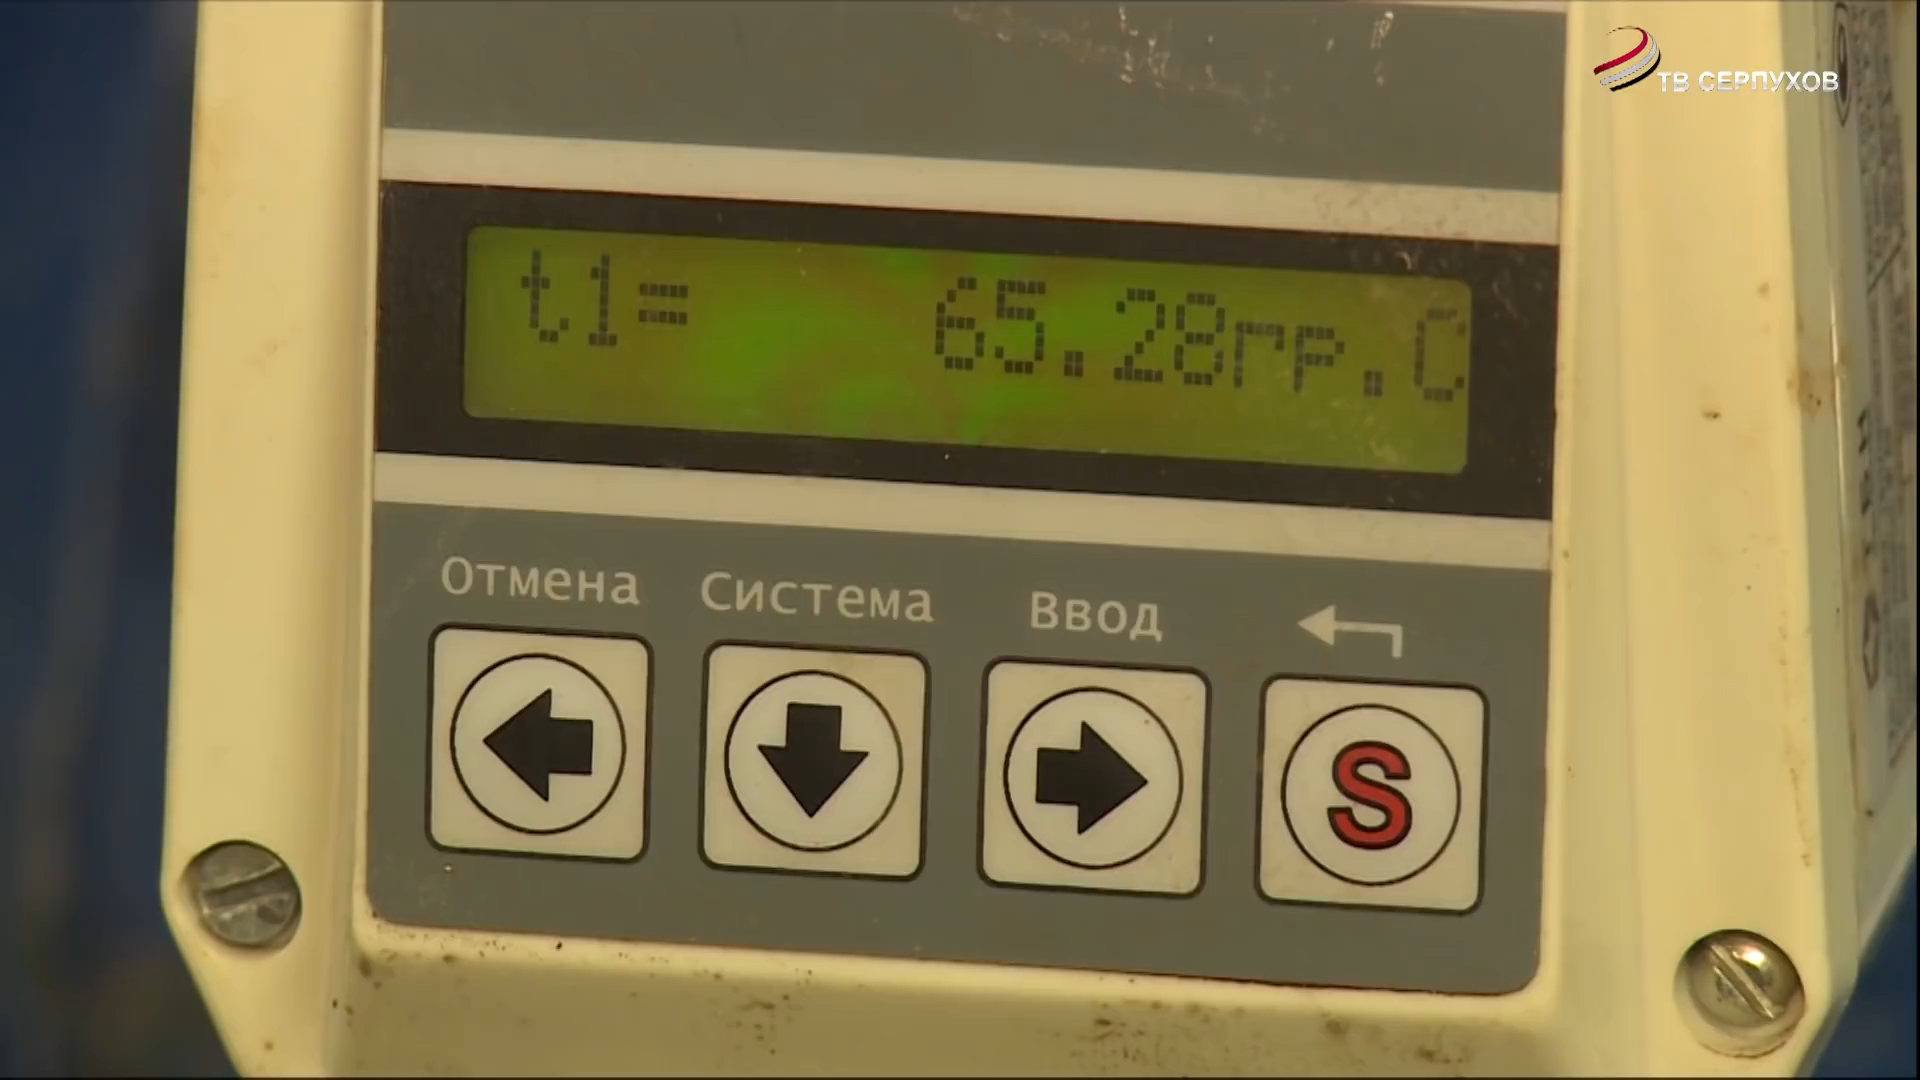 ТВ СЕРПУХОВ
t1= 65.28гр.С
Отмена Система Ввод
S